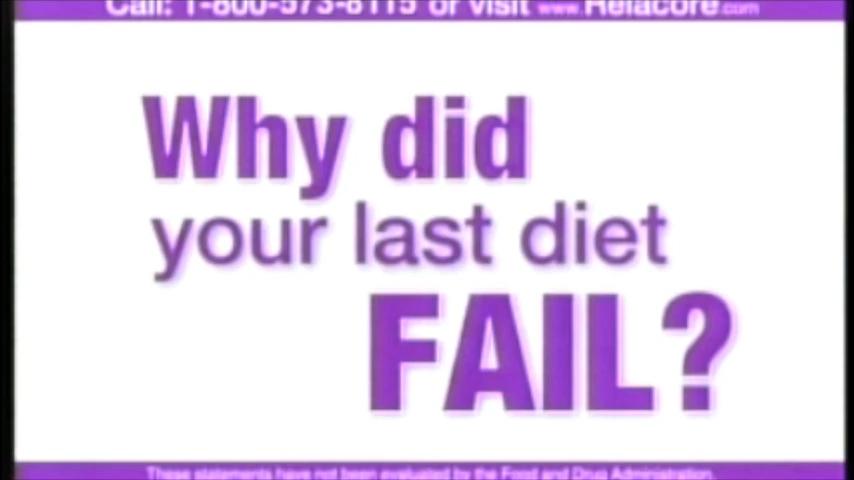 Call: 1-800-573-8115 or visit www.Relacore.com
Why did
your last diet
FAIL?
These statements have not been evaluated by the Food and Drug Administration.